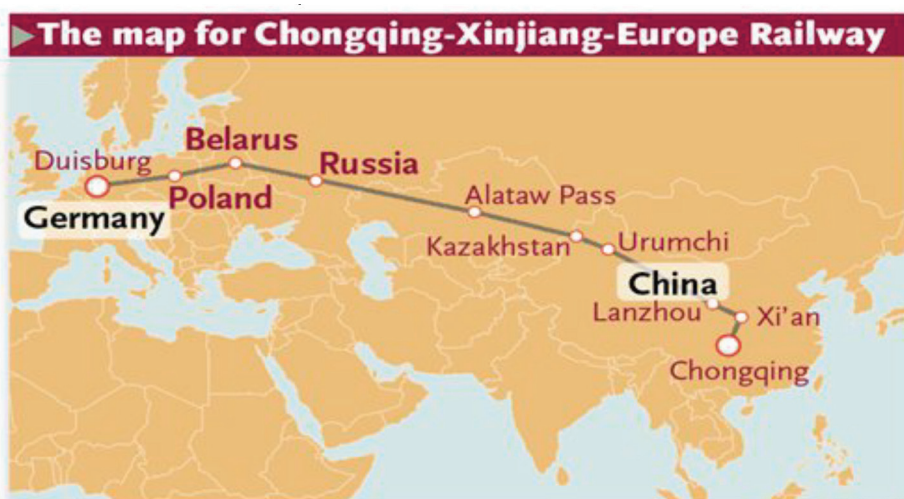 The map for Chongqing-Xinjiang-Europe Railway
Belarus
Duisburg
Russia
Poland
Alataw Pass
Germany
Kazakhstan
Urumchi
China
Lanzhou
Xi'an
Chongqing